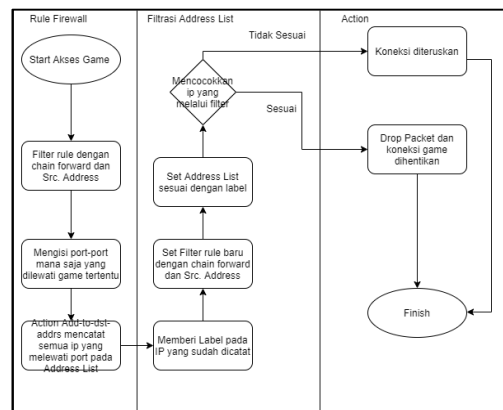 Rule Firewall
Start Akses Game
Filter rule dengan
chain forward dan
Src. Address
Mengisi port-port
mana saja yang
dilewati game tertentu
Action Add-to-dst-
addrs mencatat
semua ip yang
melewati port pada
Address List
Filtrasi Address List
Mencocokkan
ip yang
melalui filter
Tidak Sesuai
Sesuai
Set Address List
sesuai dengan label
Set Filter rule baru
dengan chain forward
dan Src. Address
Memberi Label pada
IP yang sudah dicatat
Action
Koneksi diteruskan
Drop Packet dan
koneksi game
dihentikan
Finish